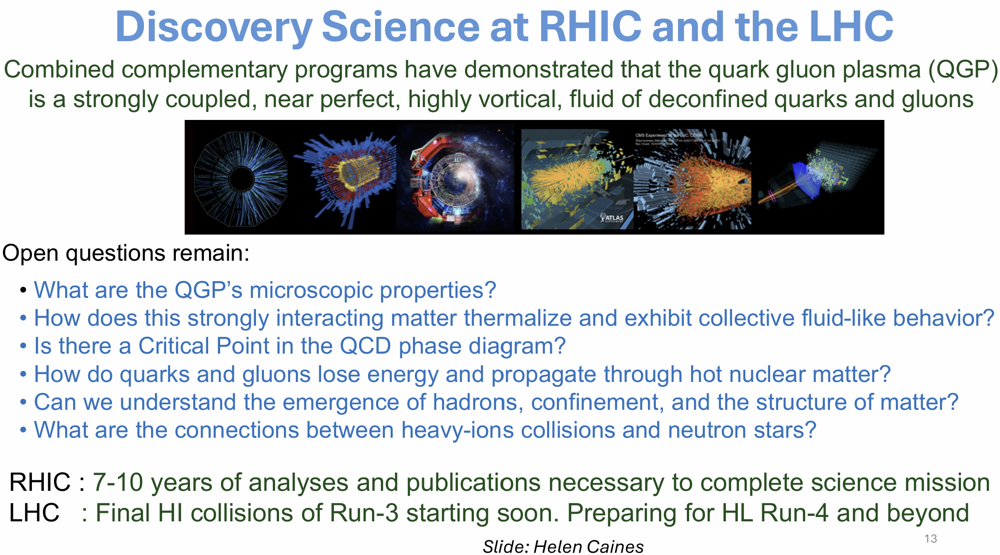 Discovery Science at RHIC and the LHC
Combined complementary programs have demonstrated that the quark gluon plasma (QGP)
is a strongly coupled, near perfect, highly vortical, fluid of deconfined quarks and gluons
CMS Experiment at the LHC, CERN
ATLAS
EXPERIMENT
Open questions remain:
• What are the QGP’s microscopic properties?
• How does this strongly interacting matter thermalize and exhibit collective fluid-like behavior?
• Is there a Critical Point in the QCD phase diagram?
• How do quarks and gluons lose energy and propagate through hot nuclear matter?
• Can we understand the emergence of hadrons, confinement, and the structure of matter?
• What are the connections between heavy-ions collisions and neutron stars?
RHIC : 7-10 years of analyses and publications necessary to complete science mission
LHC : Final HI collisions of Run-3 starting soon. Preparing for HL Run-4 and beyond
13
Slide: Helen Caines